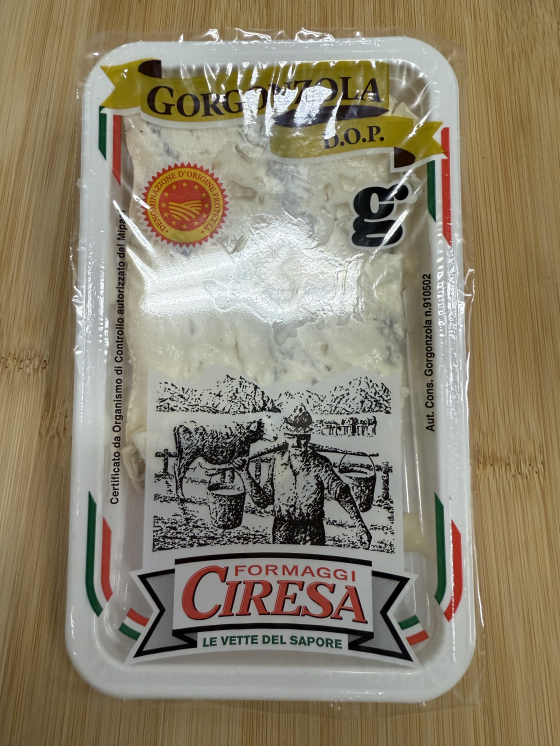 GORGONZOLA
D.O.P.
DENOMINAZIONE D'ORIGINE PROTETTA
g
Certificato da Organismo di Controllo autorizzato dal Mipaaf
Aut. Cons. Gorgonzola n.910502
FORMAGGI
CIRESA
LE VETTE DEL SAPORE